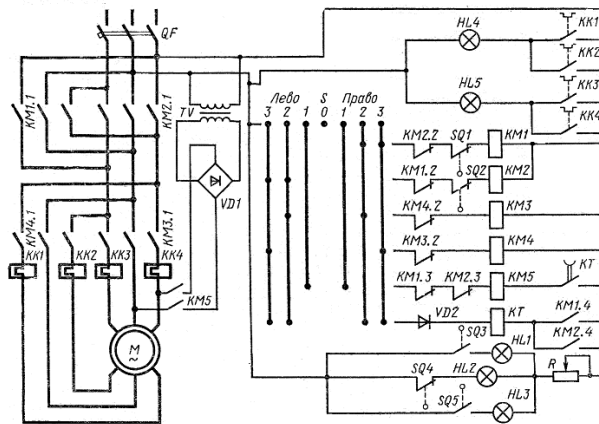 QF
HL4
KK1
KK2
HL5
KK3
KK4
KM1.1
KM2.1
TV
Лево S Право
3 2 1 0 1 2 3
KM2.2 SQ1 KM1
KM1.2 SQ2 KM2
VD1
KM4.2 KM3
KM4.1
KM3.1
KK1 KK2 KK3 KK4
KM3.2 KM4
KM5
KM1.3 KM2.3 KM5 KT
VD2 KT KM1.4
KM2.4
M
~
SQ3 HL1
SQ4 HL2 R
SQ5 HL3